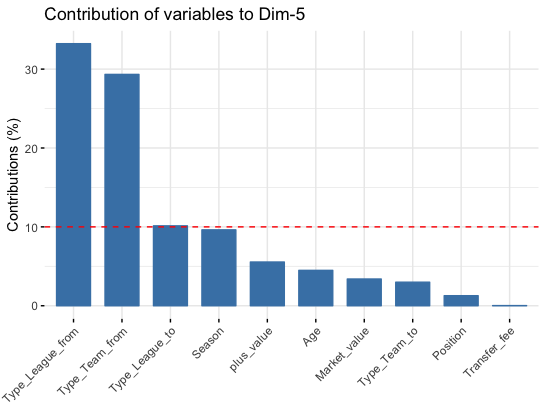 Contribution of variables to Dim-5
Contributions (%)
30
20
10
0
Type_League_from
Type_Team_from
Type_League_to
Season
plus_value
Age
Market_value
Type_Team_to
Position
Transfer_fee